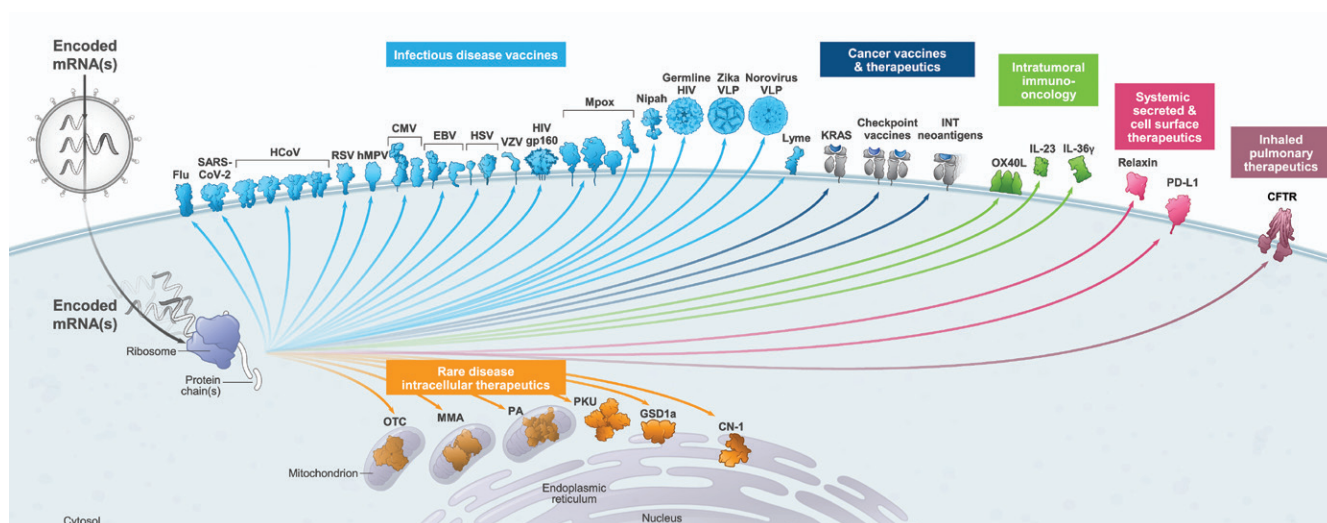 Encoded
mRNA(s)
Infectious disease vaccines
Cancer vaccines
& therapeutics
Intratumoral
immuno-
oncology
Systemic
secreted &
cell surface
therapeutics
Inhaled
pulmonary
therapeutics
Flu
SARS-
CoV-2
HCoV
RSV
hMPV
CMV
EBV
HSV
VZV
HIV
gp160
Mpox
Nipah
Germline
HIV
Zika
VLP
Norovirus
VLP
Lyme
KRAS
Checkpoint
vaccines
INT
neoantigens
OX40L
IL-23
IL-36γ
Relaxin
PD-L1
CFTR
Encoded
mRNA(s)
Ribosome
Protein
chain(s)
Rare disease
intracellular therapeutics
OTC
MMA
PA
PKU
GSD1a
CN-1
Mitochondrion
Endoplasmic
reticulum
Nucleus
Cytosol